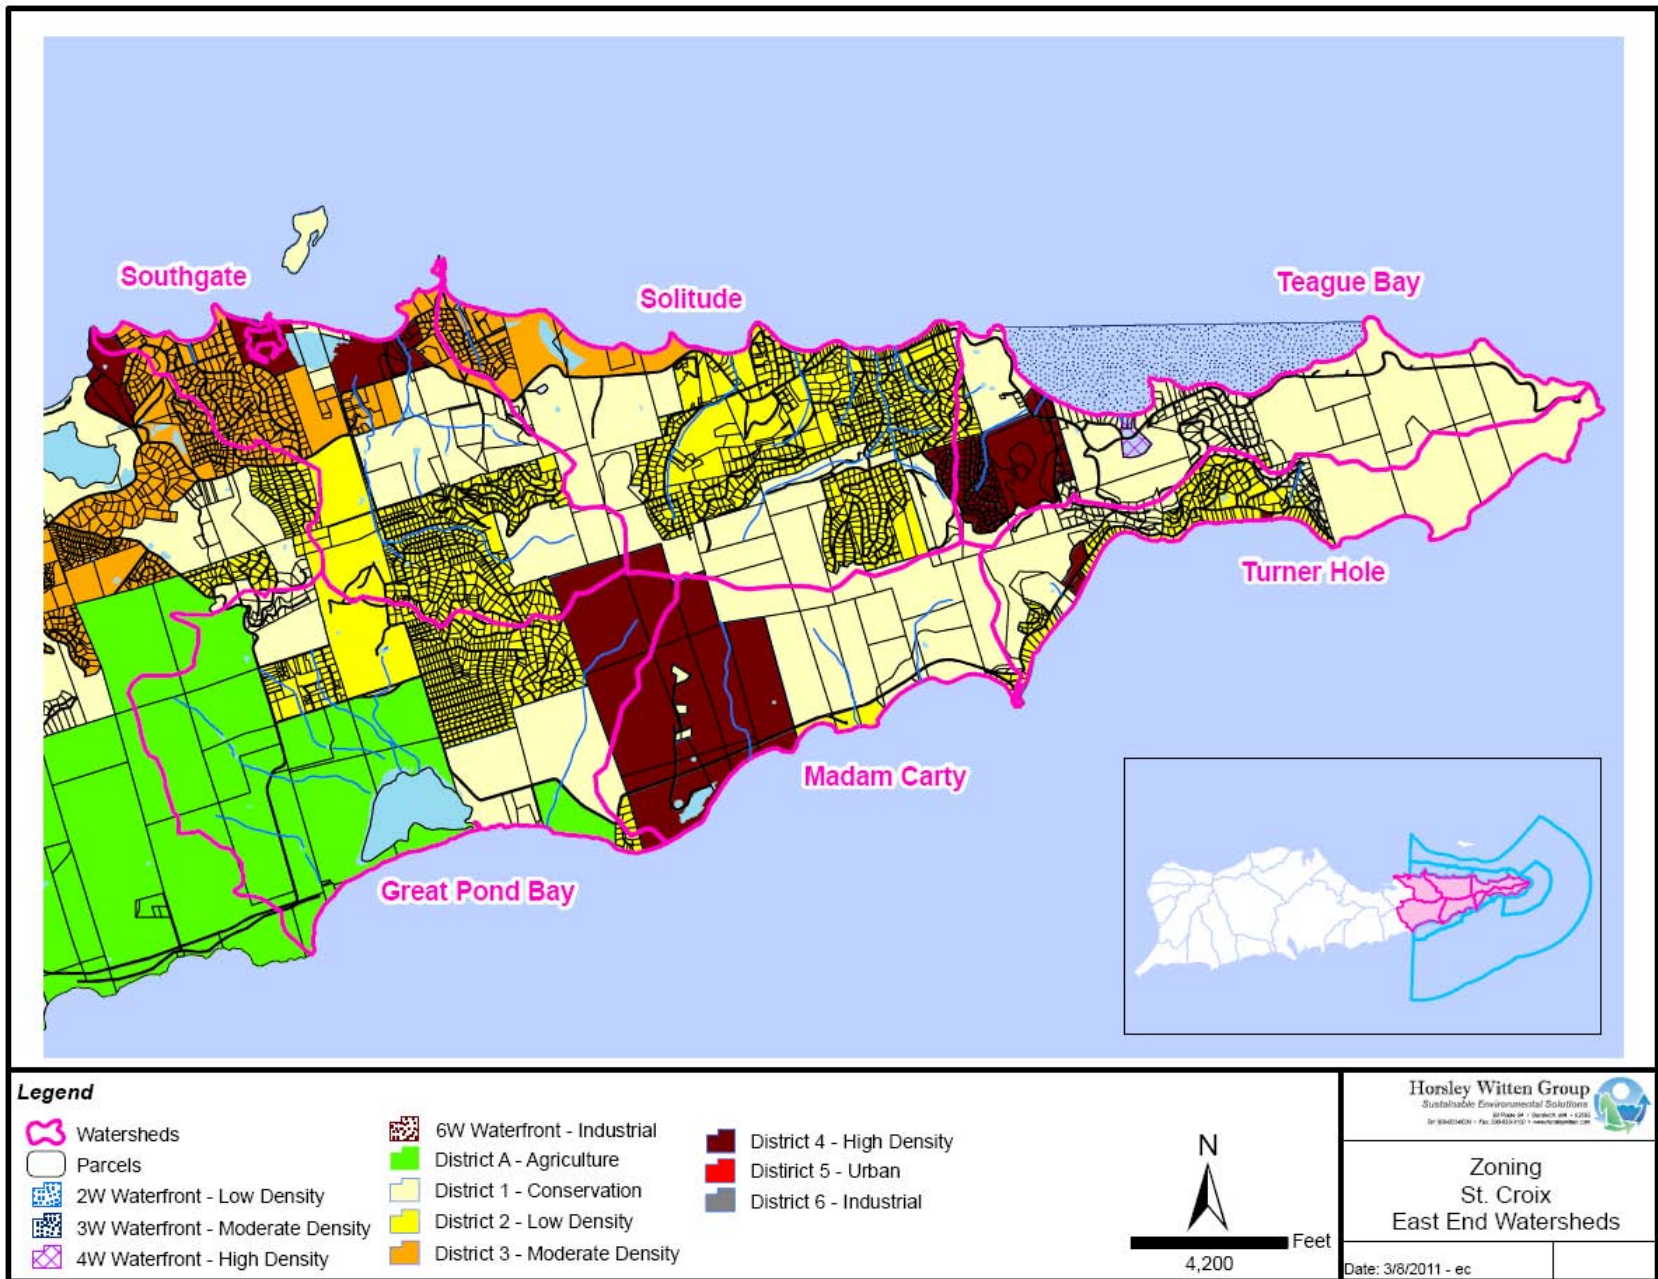 Southgate
Solitude
Teague Bay
Turner Hole
Madam Carty
Great Pond Bay
Legend
Watersheds
Parcels
2W Waterfront - Low Density
3W Waterfront - Moderate Density
4W Waterfront - High Density
6W Waterfront - Industrial
District A - Agriculture
District 1 - Conservation
District 2 - Low Density
District 3 - Moderate Density
District 4 - High Density
Distirict 5 - Urban
District 6 - Industrial
N
Feet
4,200
Horsley Witten Group
Sustainable Environmental Solutions
Zoning
St. Croix
East End Watersheds
Date: 3/8/2011 - ec